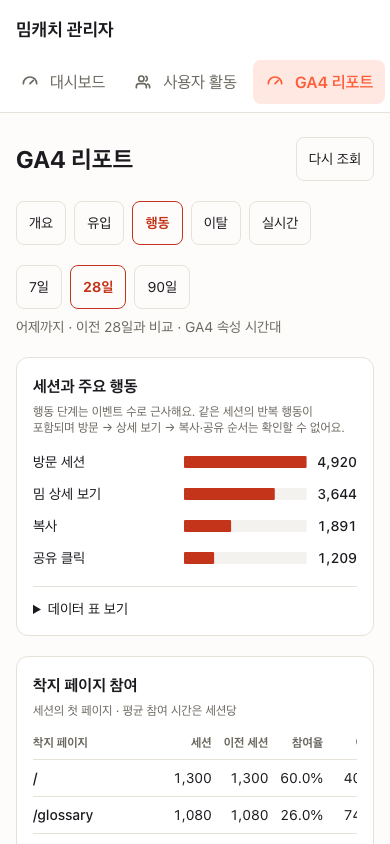 밈캐치 관리자
대시보드 사용자 활동 GA4 리포트
GA4 리포트 다시 조회
개요 유입 행동 이탈 실시간
7일 28일 90일
어제까지 · 이전 28일과 비교 · GA4 속성 시간대
세션과 주요 행동
행동 단계는 이벤트 수로 근사해요. 같은 세션의 반복 행동이
포함되며 방문 → 상세 보기 → 복사·공유 순서는 확인할 수 없어요.
방문 세션 4,920
밈 상세 보기 3,644
복사 1,891
공유 클릭 1,209
▶ 데이터 표 보기
착지 페이지 참여
세션의 첫 페이지 · 평균 참여 시간은 세션당
착지 페이지 세션 이전 세션 참여율
/ 1,300 1,300 60.0% 40
/glossary 1,080 1,080 26.0% 74